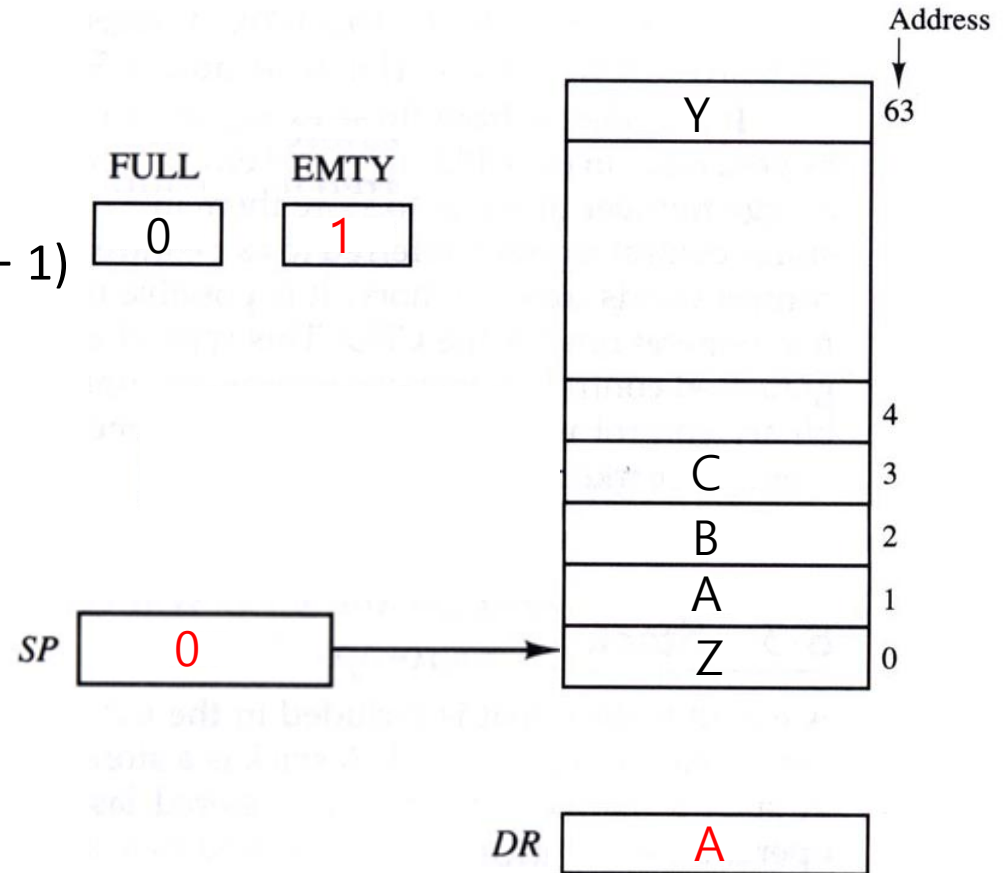 Address
Y 63
FULL EMTY
0 1
– 1)
4
C 3
B 2
A 1
SP 0 Z 0
DR A